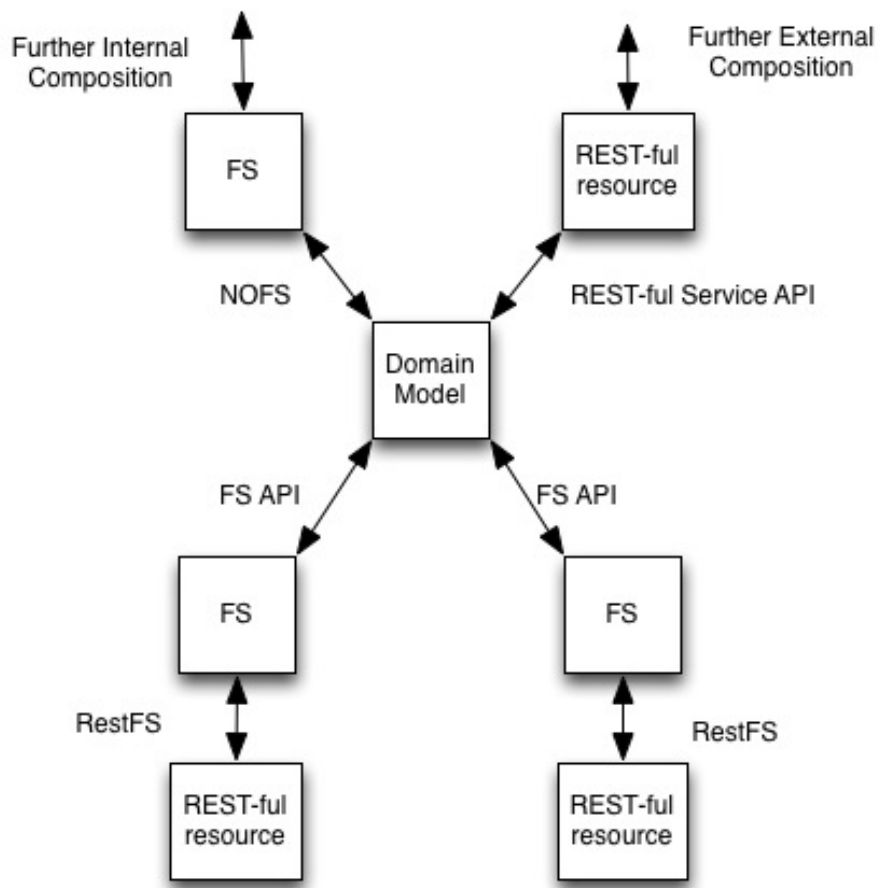 Further Internal
Composition
Further External
Composition
FS
REST-ful
resource
NOFS
REST-ful Service API
Domain
Model
FS API
FS API
FS
FS
RestFS
RestFS
REST-ful
resource
REST-ful
resource